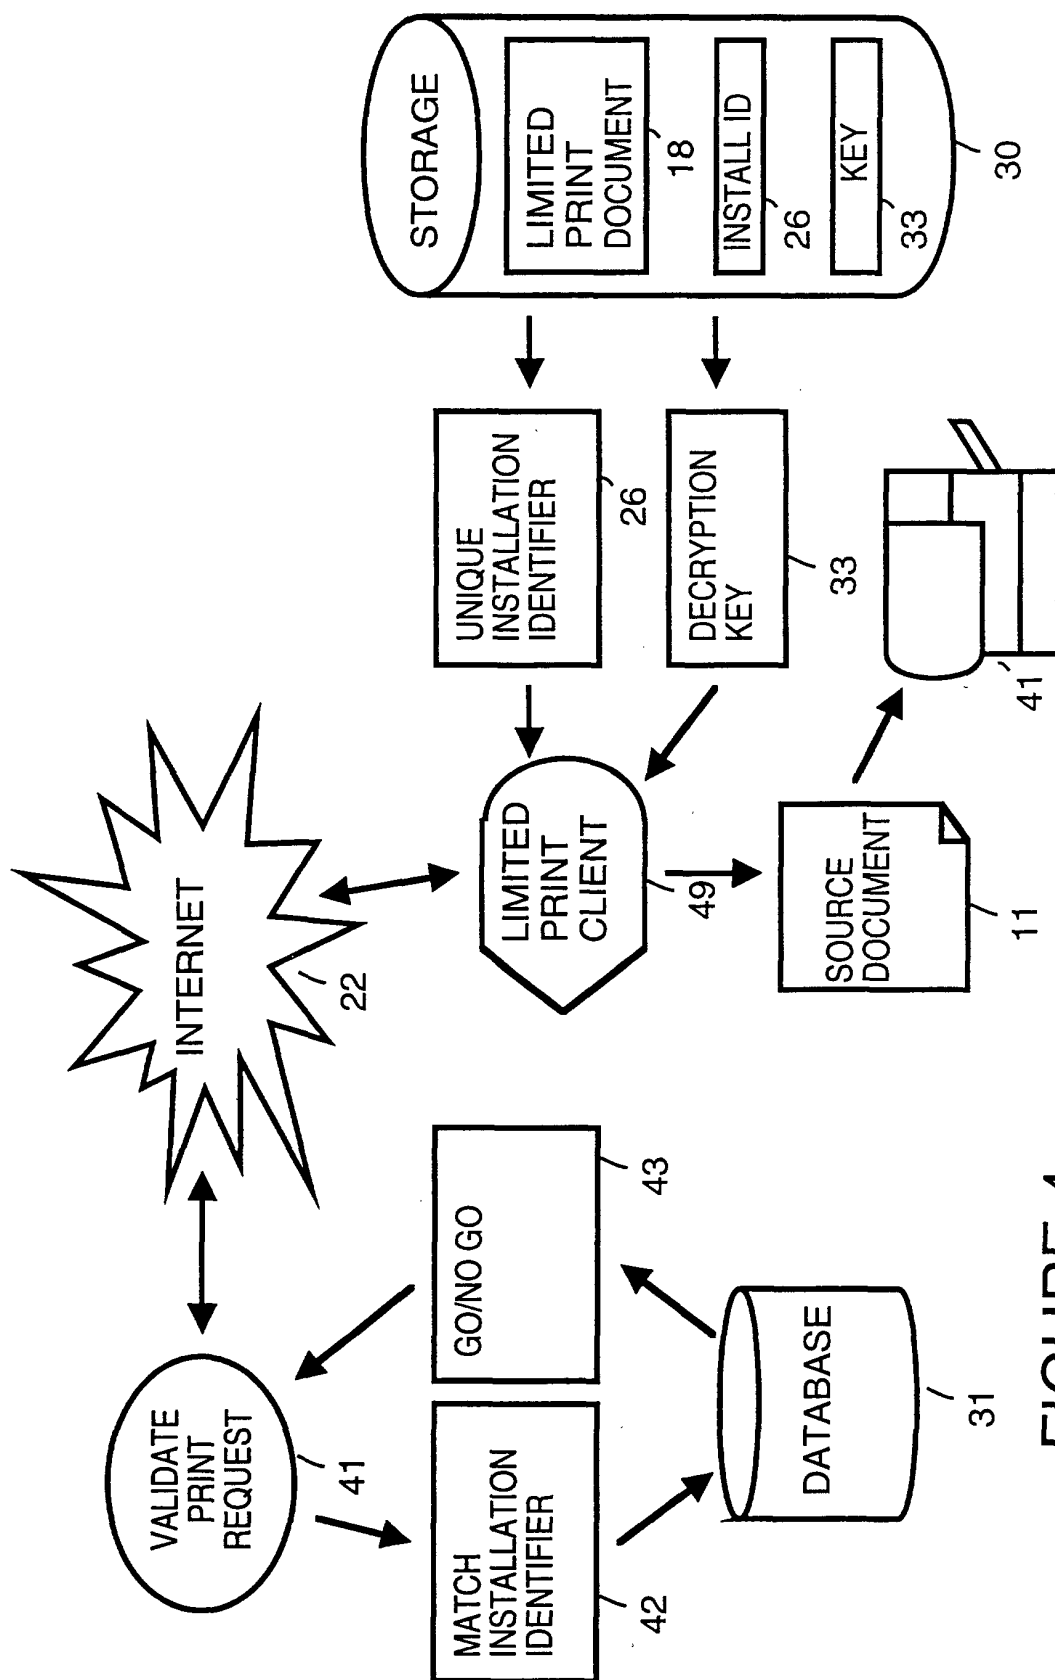 VALIDATE
PRINT
REQUEST
41
INTERNET
22
MATCH
INSTALLATION
IDENTIFIER
42
GO/NO GO
43
DATABASE
31
LIMITED
PRINT
CLIENT
49
UNIQUE
INSTALLATION
IDENTIFIER
26
DECRYPTION
KEY
33
SOURCE
DOCUMENT
11
41
STORAGE
LIMITED
PRINT
DOCUMENT
18
INSTALL ID
26
KEY
33
30
FIGURE 4